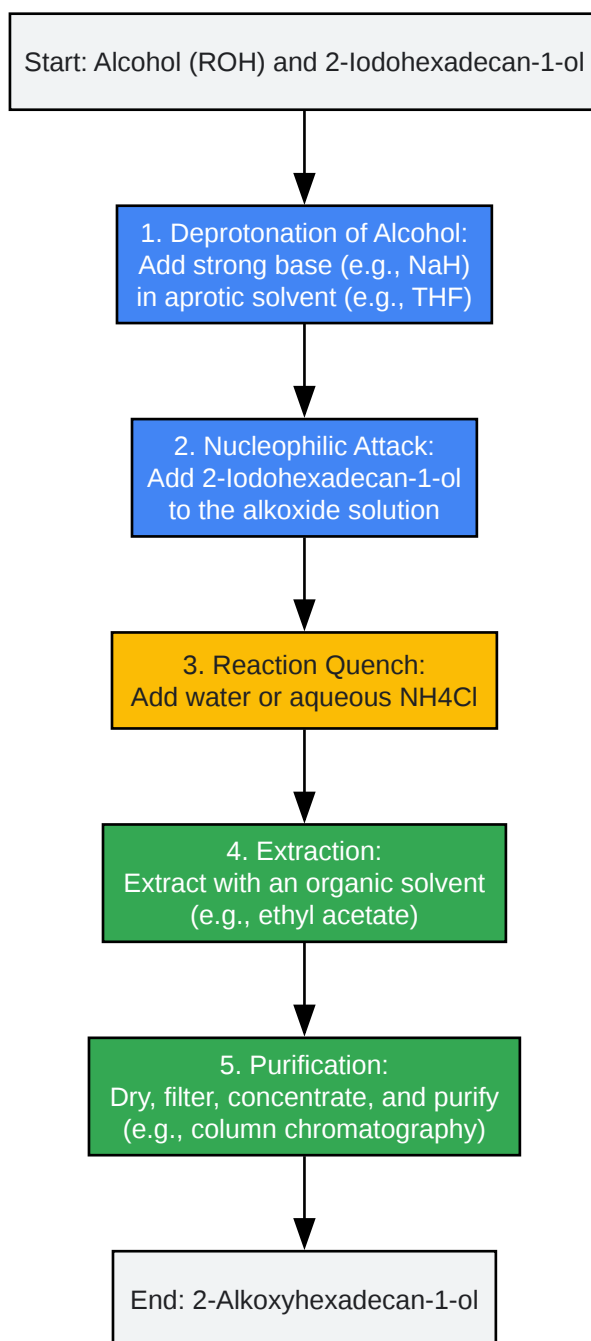 Start: Alcohol (ROH) and 2-Iodohexadecan-1-ol
1. Deprotonation of Alcohol:
Add strong base (e.g., NaH)
in aprotic solvent (e.g., THF)
2. Nucleophilic Attack:
Add 2-Iodohexadecan-1-ol
to the alkoxide solution
3. Reaction Quench:
Add water or aqueous NH4Cl
4. Extraction:
Extract with an organic solvent
(e.g., ethyl acetate)
5. Purification:
Dry, filter, concentrate, and purify
(e.g., column chromatography)
End: 2-Alkoxyhexadecan-1-ol